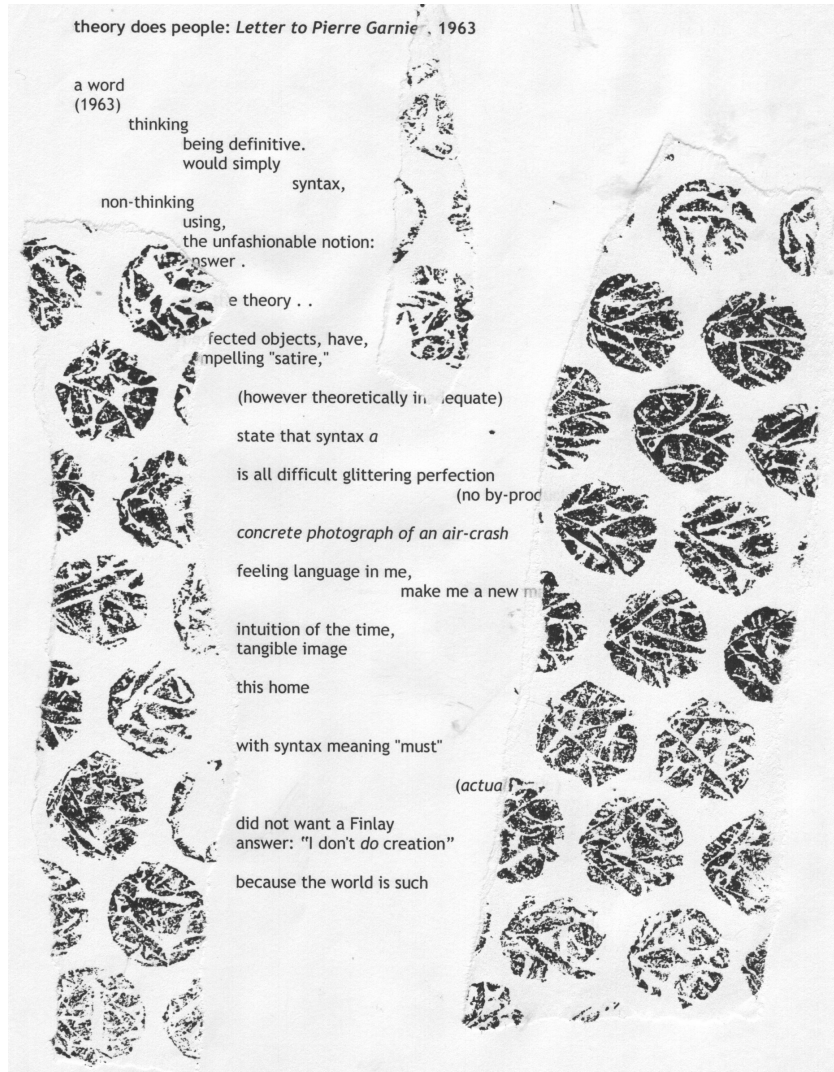 theory does people: Letter to Pierre Garnier, 1963
a word
(1963)
thinking
being definitive.
would simply
syntax,
non-thinking
using,
the unfashionable notion:
nswer .
e theory . .
fected objects, have,
mpelling "satire,"
(however theoretically in equate)
state that syntax a
is all difficult glittering perfection
(no by-produ
concrete photograph of an air-crash
feeling language in me,
make me a new m
intuition of the time,
tangible image
this home
with syntax meaning "must"
(actual
did not want a Finlay
answer: “I don't do creation”
because the world is such